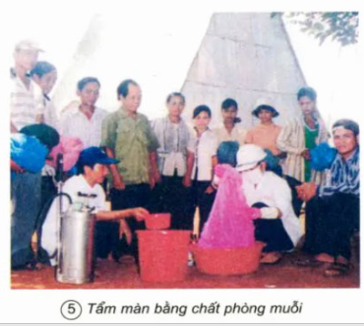 ⑤ Tẩm màn bằng chất phòng muỗi